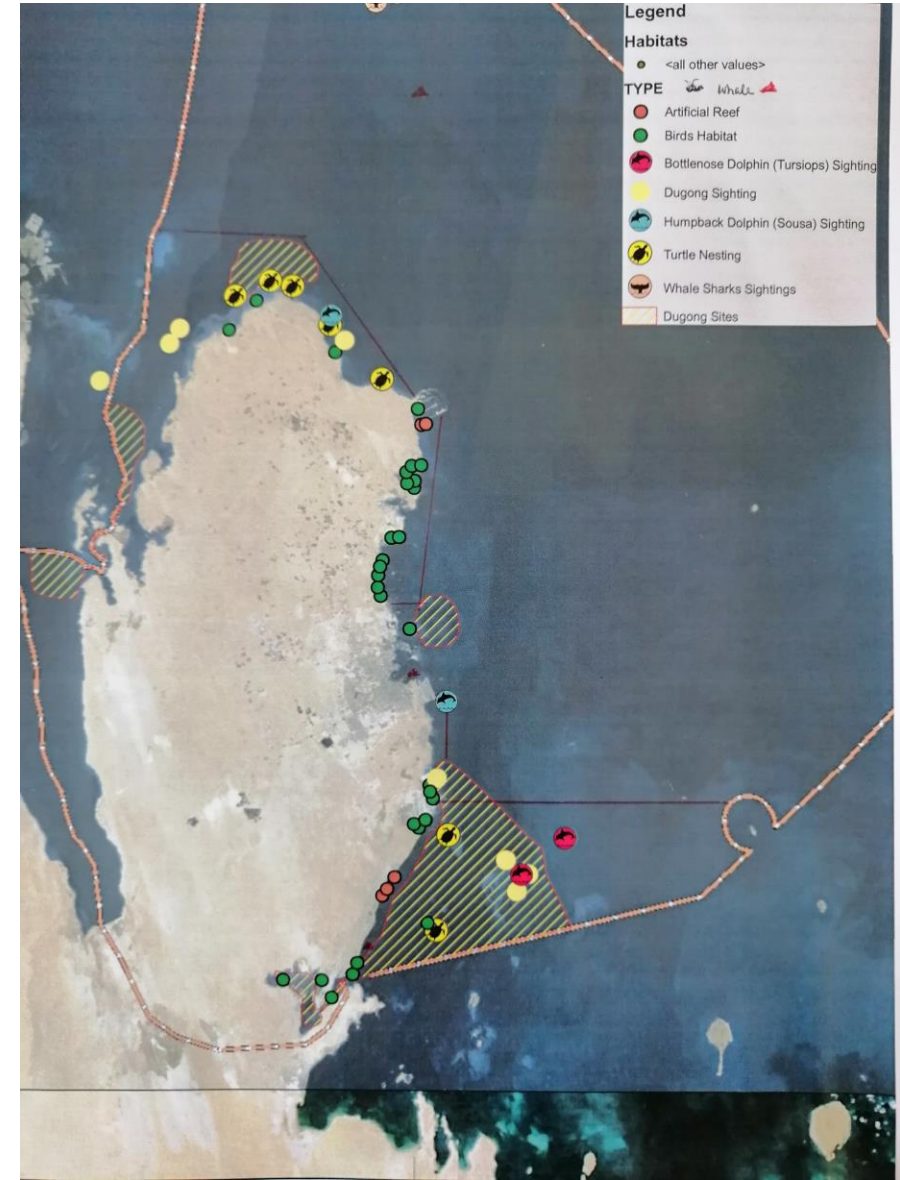 Legend
Habitats
<all other values>
TYPE whale
Artificial Reef
Birds Habitat
Bottlenose Dolphin (Tursiops) Sighting
Dugong Sighting
Humpback Dolphin (Sousa) Sighting
Turtle Nesting
Whale Sharks Sightings
Dugong Sites